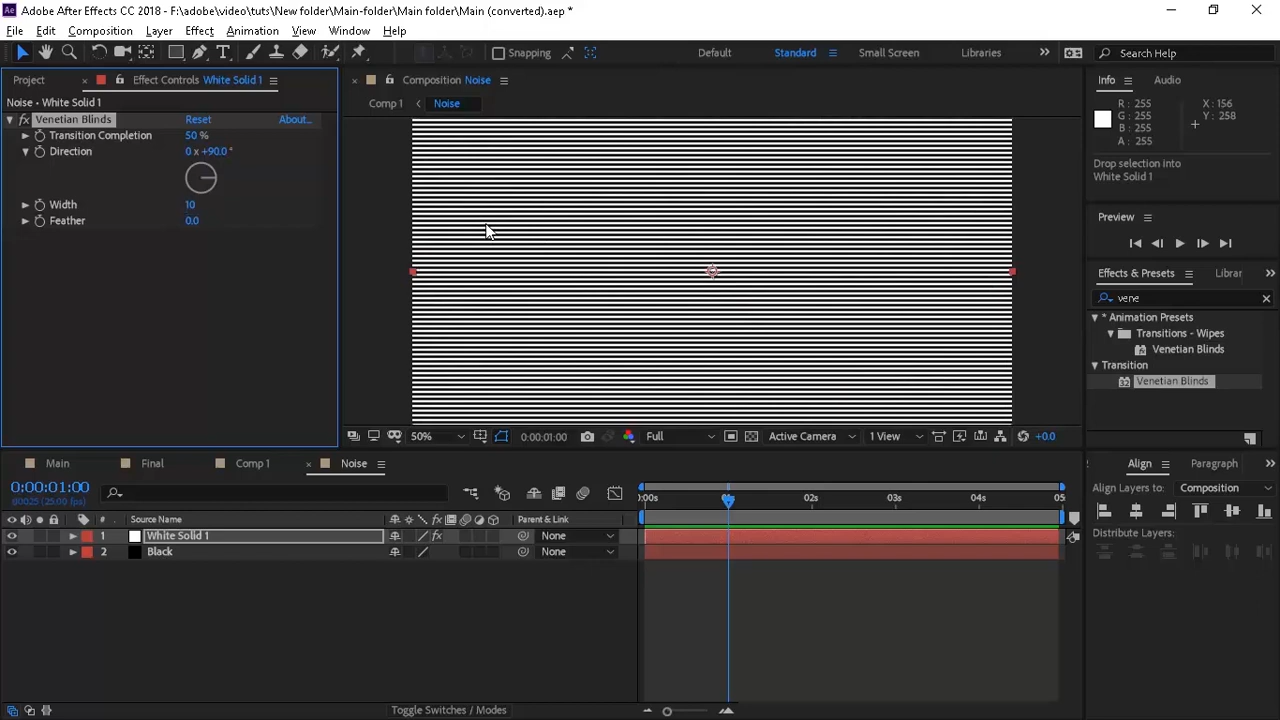 Adobe After Effects CC 2018 - F:\adobe\video\tuts\New folder\Main-folder\Main folder\Main (converted).aep *
File Edit Composition Layer Effect Animation View Window Help
Snapping Default Standard Small Screen Libraries Search Help
Project Effect Controls White Solid 1
Noise • White Solid 1
fx Venetian Blinds Reset About...
Transition Completion 50 %
Direction 0 x +90.0 °
Width 10
Feather 0.0
Composition Noise
Comp 1 Noise
50% 0:00:01:00 Full Active Camera 1 View +0.0
Info Audio
R : 255 X : 156
G : 255 Y : 258
B : 255
A : 255
Drop selection into
White Solid 1
Preview
Effects & Presets Librar
vene
* Animation Presets
Transitions - Wipes
Venetian Blinds
Transition
Venetian Blinds
Main Final Comp 1 Noise
0:00:01:00
00025 (25.00 fps)
# Source Name fx Parent & Link
1 White Solid 1 fx None
2 Black None
02s 03s 04s
Toggle Switches / Modes
Align Paragraph
Align Layers to: Composition
Distribute Layers: